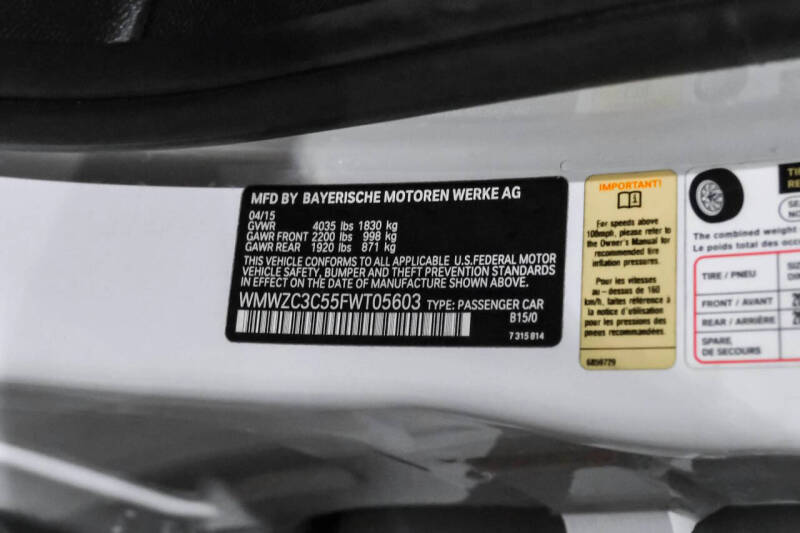 MFD BY BAYERISCHE MOTOREN WERKE AG
04/15
GVWR 4035 lbs 1830 kg
GAWR FRONT 2200 lbs 998 kg
GAWR REAR 1920 lbs 871 kg
THIS VEHICLE CONFORMS TO ALL APPLICABLE U.S.FEDERAL MOTOR
VEHICLE SAFETY, BUMPER AND THEFT PREVENTION STANDARDS
IN EFFECT ON THE DATE OF MANUFACTURE SHOWN ABOVE.
WMWZC3C55FWT05603 TYPE: PASSENGER CAR
B15/0
7 315 814
IMPORTANT!
For speeds above
100mph, please refer to
the Owner's Manual for
recommended tire
inflation pressures.
Pour les vitesses
au - dessus de 160
km/h, faites référence à
la notice d'instruction
pour les pressions des
pneus recommandées.
6859729
The combined weight
Le poids total des occ
TIRE / PNEU
FRONT / AVANT
REAR / ARRIÈRE
SPARE
DE SECOURS